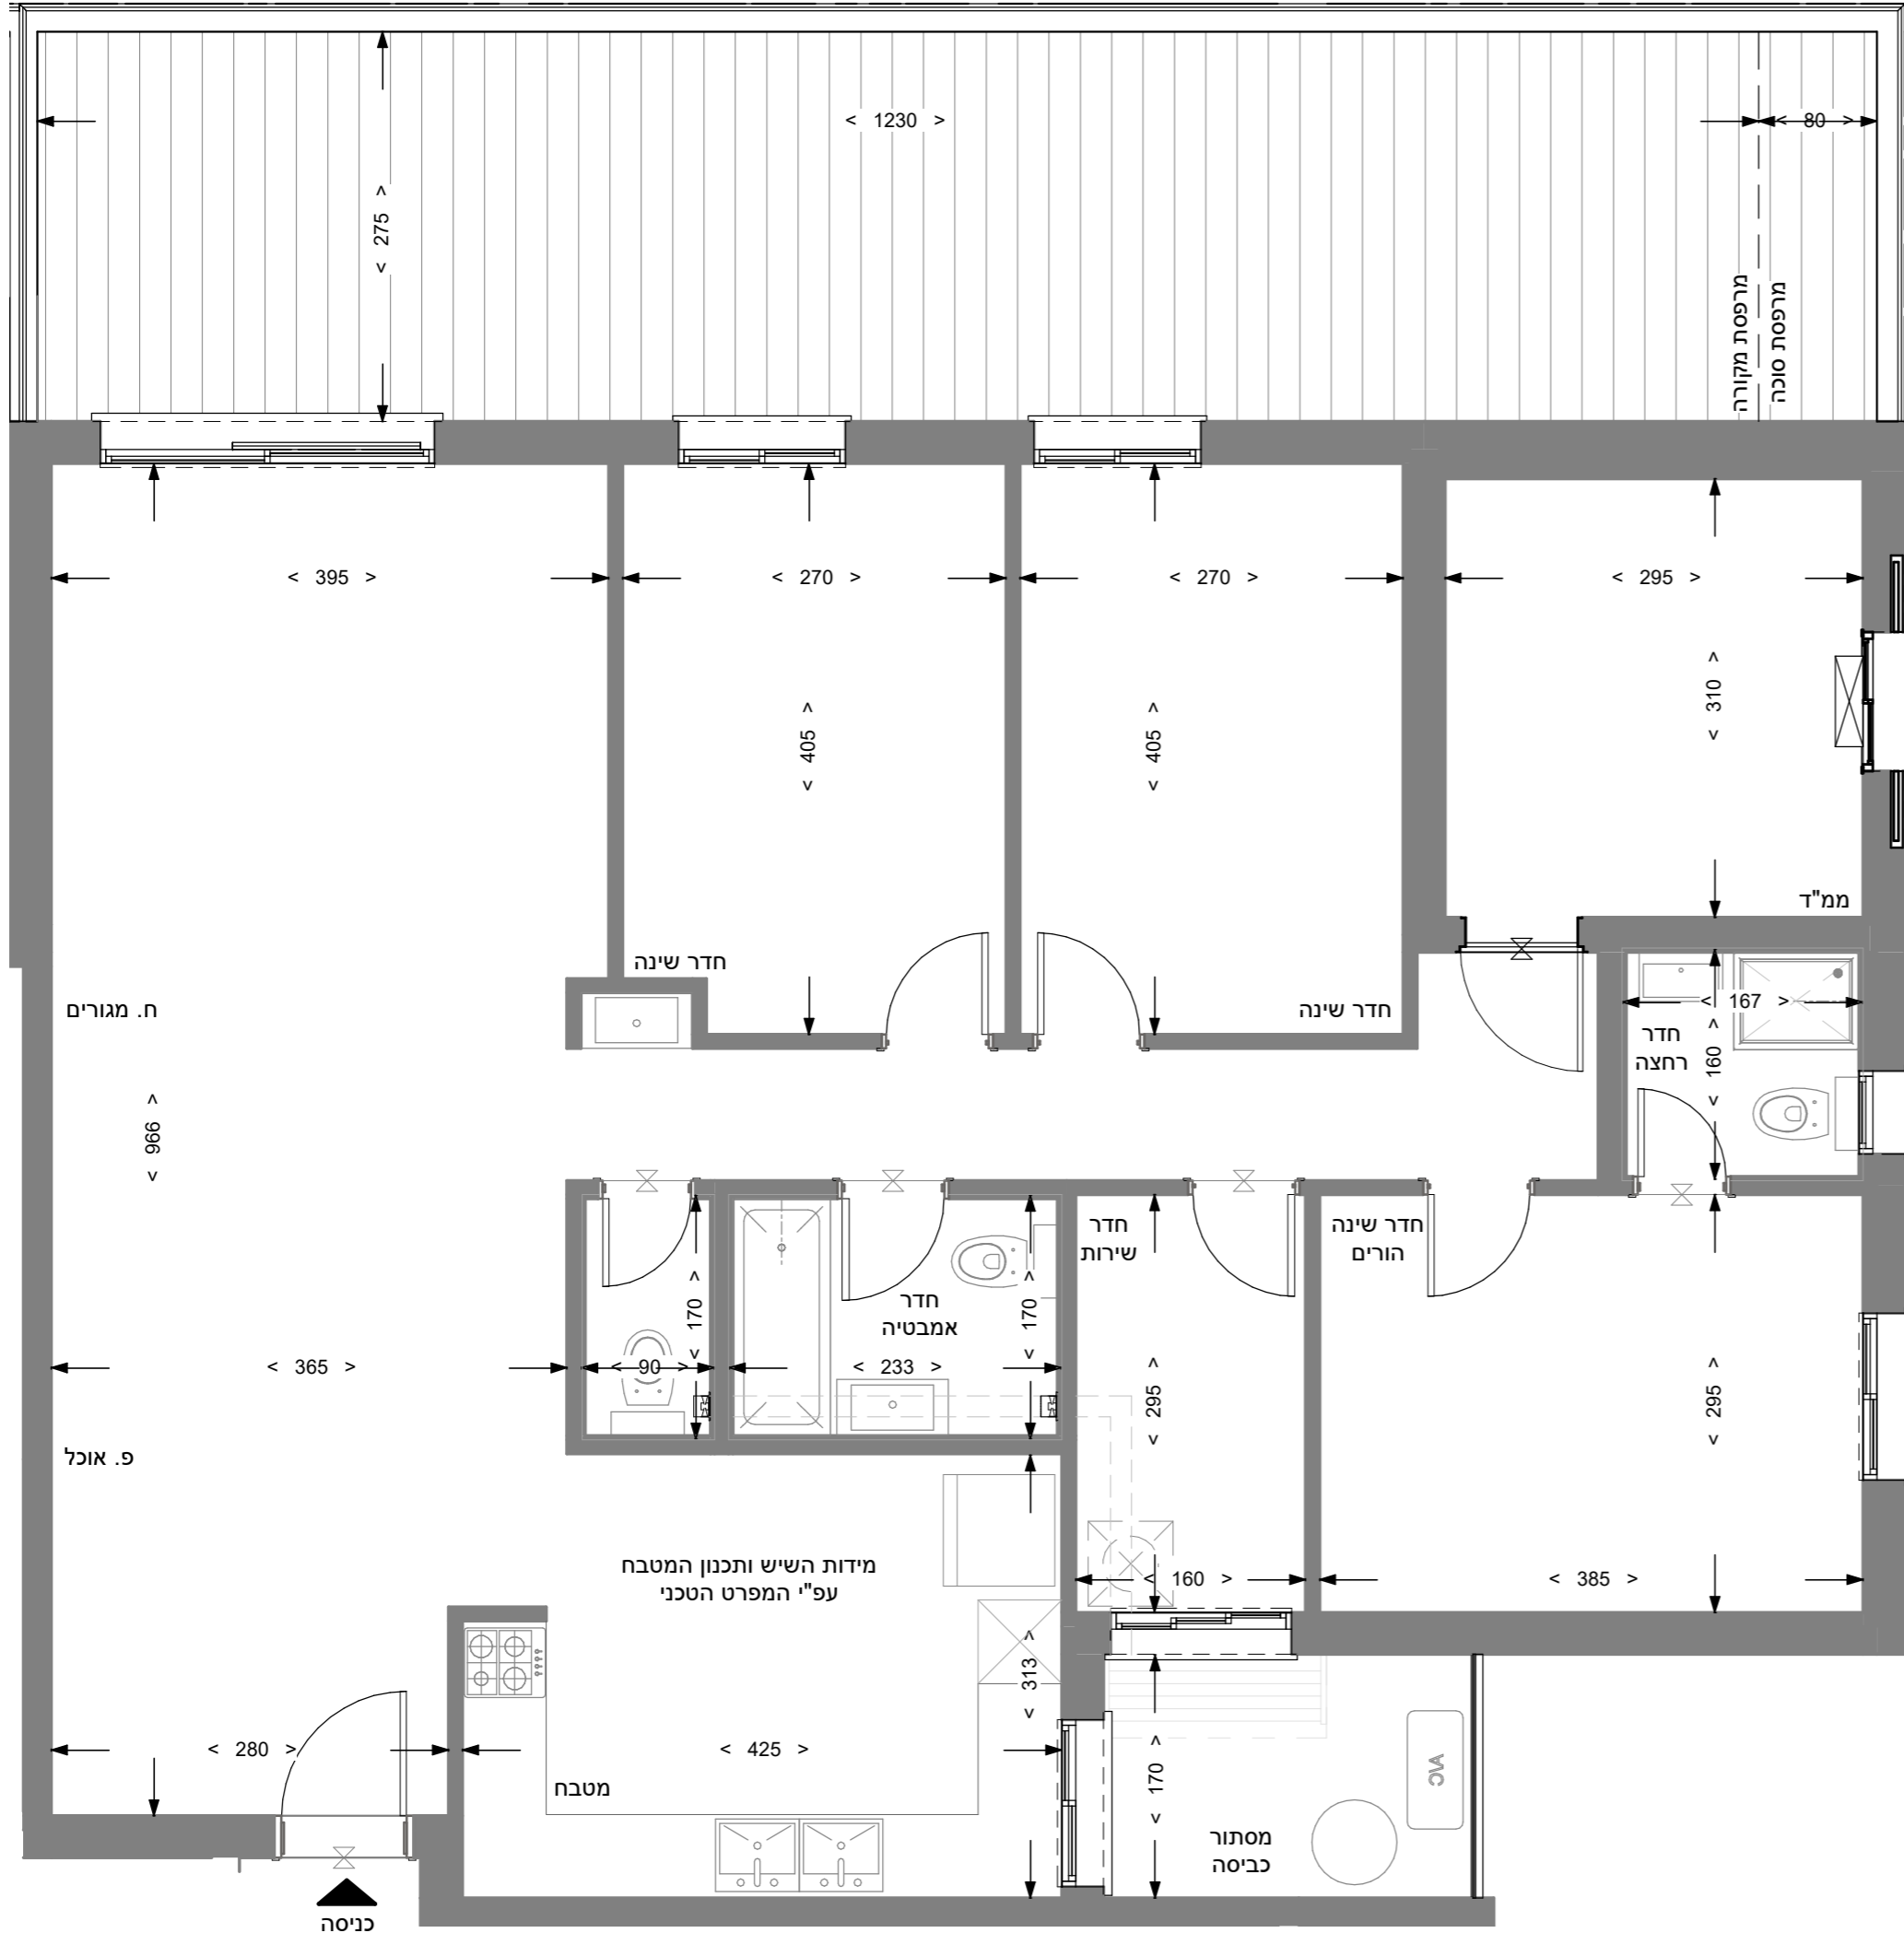 < 1230 >
< 80 >
< 275 >
מרפסת מקורה
מרפסת סוכה
< 395 >
< 270 >
< 270 >
< 295 >
< 405 >
< 405 >
< 310 >
ממ"ד
חדר שינה
חדר שינה
ח. מגורים
< 167 >
חדר
רחצה
< 160 >
< 966 >
חדר
שירות
חדר שינה
הורים
< 170 >
< 170 >
חדר
אמבטיה
< 365 >
< 90 >
< 233 >
< 295 >
< 295 >
פ. אוכל
מידות השיש ותכנון המטבח
עפ"י המפרט הטכני
< 160 >
< 385 >
< 313 >
< 280 >
< 425 >
< 170 >
A\C
מטבח
מסתור
כביסה
כניסה